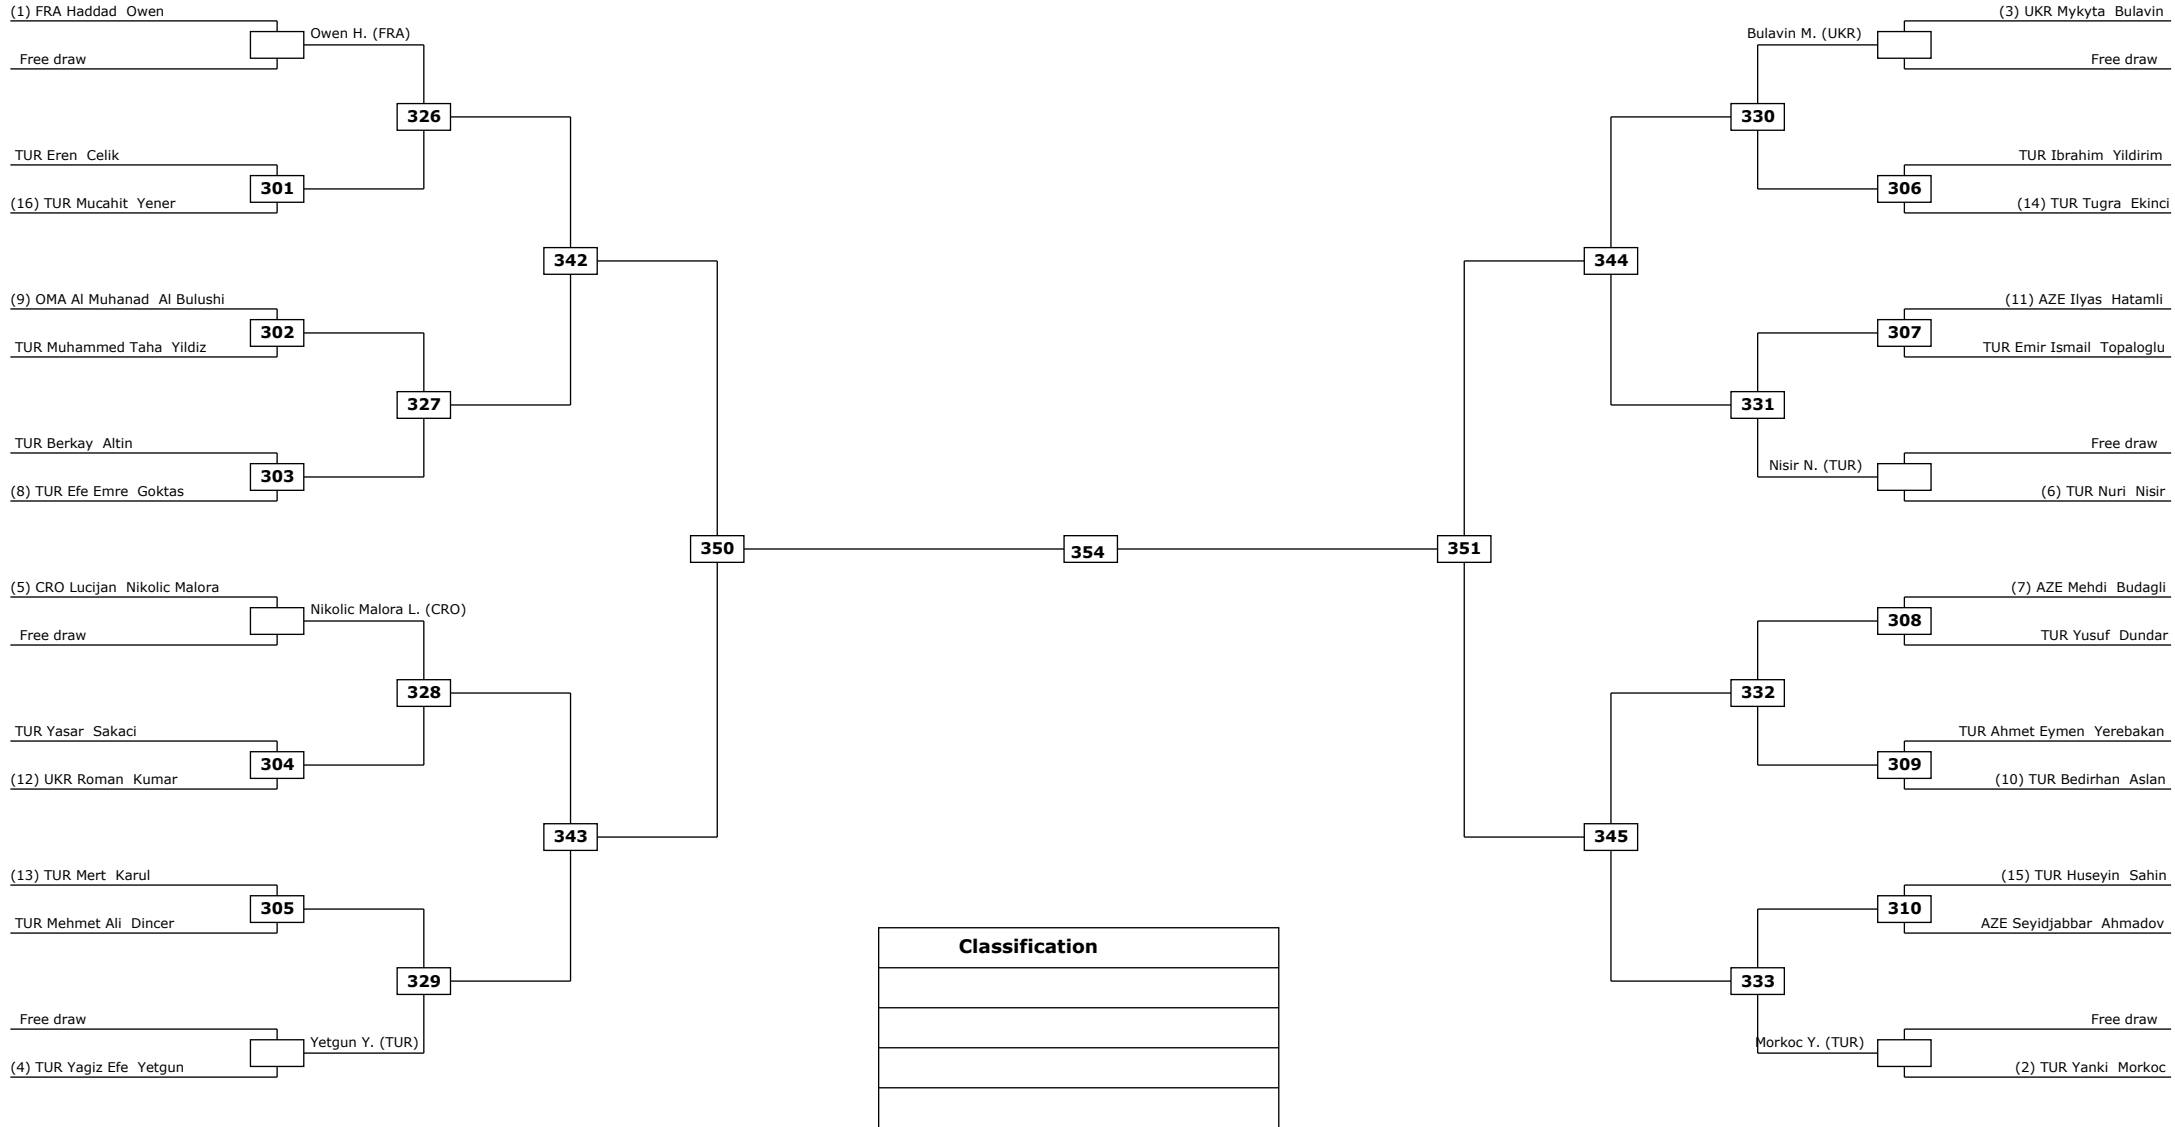 (1) FRA Haddad Owen
Owen H. (FRA)
Free draw
326
TUR Eren Celik
301
(16) TUR Mucahit Yener
342
(9) OMA Al Muhanad Al Bulushi
302
TUR Muhammed Taha Yildiz
327
TUR Berkay Altin
303
(8) TUR Efe Emre Goktas
350
(5) CRO Lucijan Nikolic Malora
Nikolic Malora L. (CRO)
Free draw
328
TUR Yasar Sakaci
304
(12) UKR Roman Kumar
343
(13) TUR Mert Karul
305
TUR Mehmet Ali Dincer
329
Free draw
Yetgun Y. (TUR)
(4) TUR Yagiz Efe Yetgun
354
(3) UKR Mykyta Bulavin
Bulavin M. (UKR)
Free draw
330
TUR Ibrahim Yildirim
306
(14) TUR Tugra Ekinci
344
(11) AZE Ilyas Hatamli
307
TUR Emir Ismail Topaloglu
331
Free draw
Nisir N. (TUR)
(6) TUR Nuri Nisir
351
(7) AZE Mehdi Budagli
308
TUR Yusuf Dundar
332
TUR Ahmet Eymen Yerebakan
309
(10) TUR Bedirhan Aslan
345
(15) TUR Huseyin Sahin
310
AZE Seyidjabbar Ahmadov
333
Free draw
Morkoc Y. (TUR)
(2) TUR Yanki Morkoc
Classification